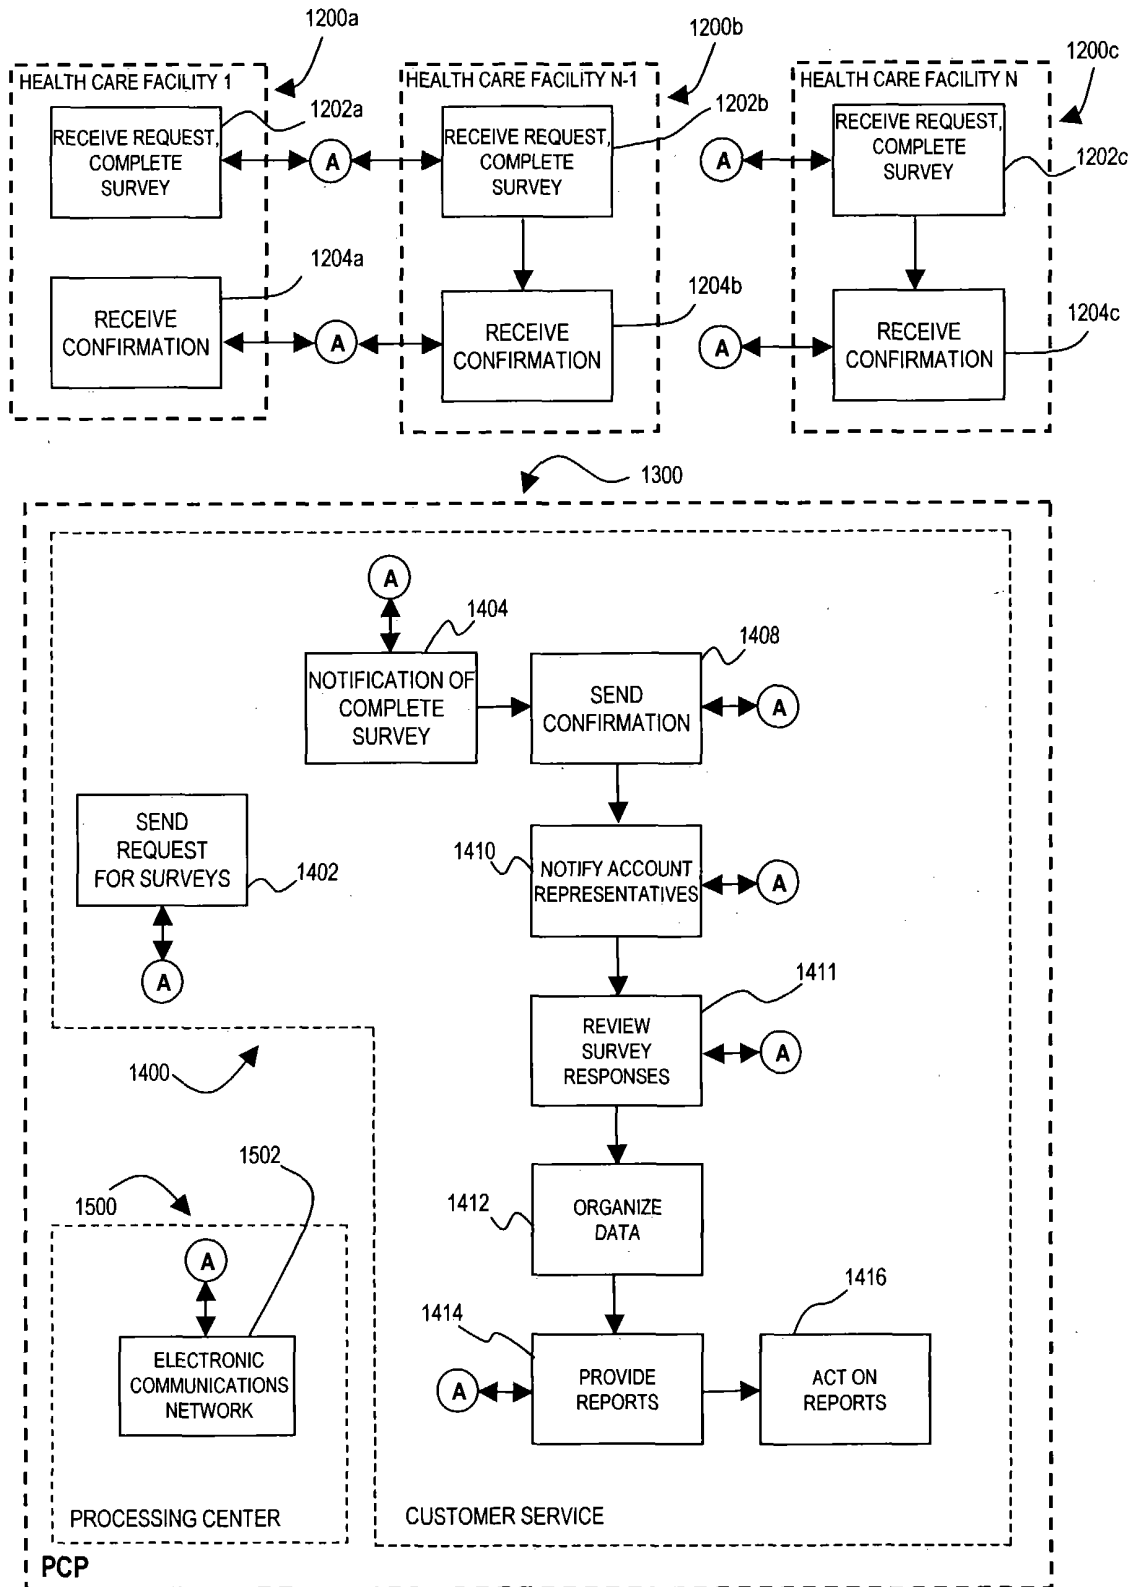 1200a
1200b
1200c
HEALTH CARE FACILITY 1
HEALTH CARE FACILITY N-1
HEALTH CARE FACILITY N
1202a
1202b
1202c
RECEIVE REQUEST,
COMPLETE
SURVEY
A
RECEIVE REQUEST,
COMPLETE
SURVEY
A
RECEIVE REQUEST,
COMPLETE
SURVEY
1204a
1204b
1204c
RECEIVE
CONFIRMATION
A
RECEIVE
CONFIRMATION
A
RECEIVE
CONFIRMATION
1300
A
1404
1408
NOTIFICATION OF
COMPLETE
SURVEY
SEND
CONFIRMATION
A
SEND
REQUEST
FOR SURVEYS
1402
A
1410
NOTIFY ACCOUNT
REPRESENTATIVES
A
1411
REVIEW
SURVEY
RESPONSES
A
1400
1412
ORGANIZE
DATA
1502
1500
A
ELECTRONIC
COMMUNICATIONS
NETWORK
1414
1416
A
PROVIDE
REPORTS
ACT ON
REPORTS
PROCESSING CENTER
CUSTOMER SERVICE
PCP